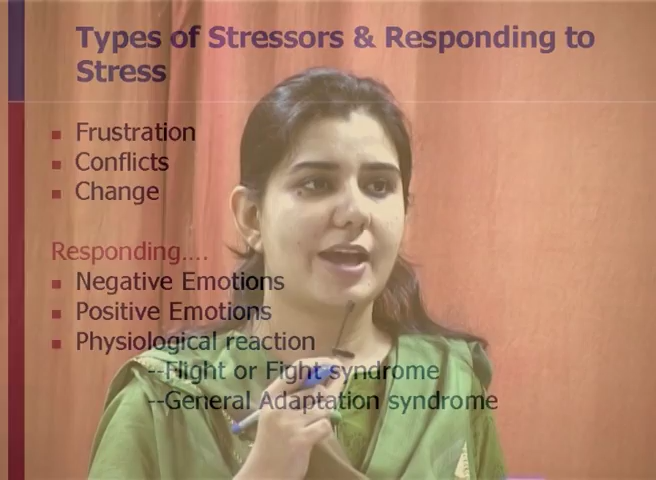 Types of Stressors & Responding to
Stress
Frustration
Conflicts
Change
Responding....
Negative Emotions
Positive Emotions
Physiological reaction
--Flight or Fight syndrome
--General Adaptation syndrome